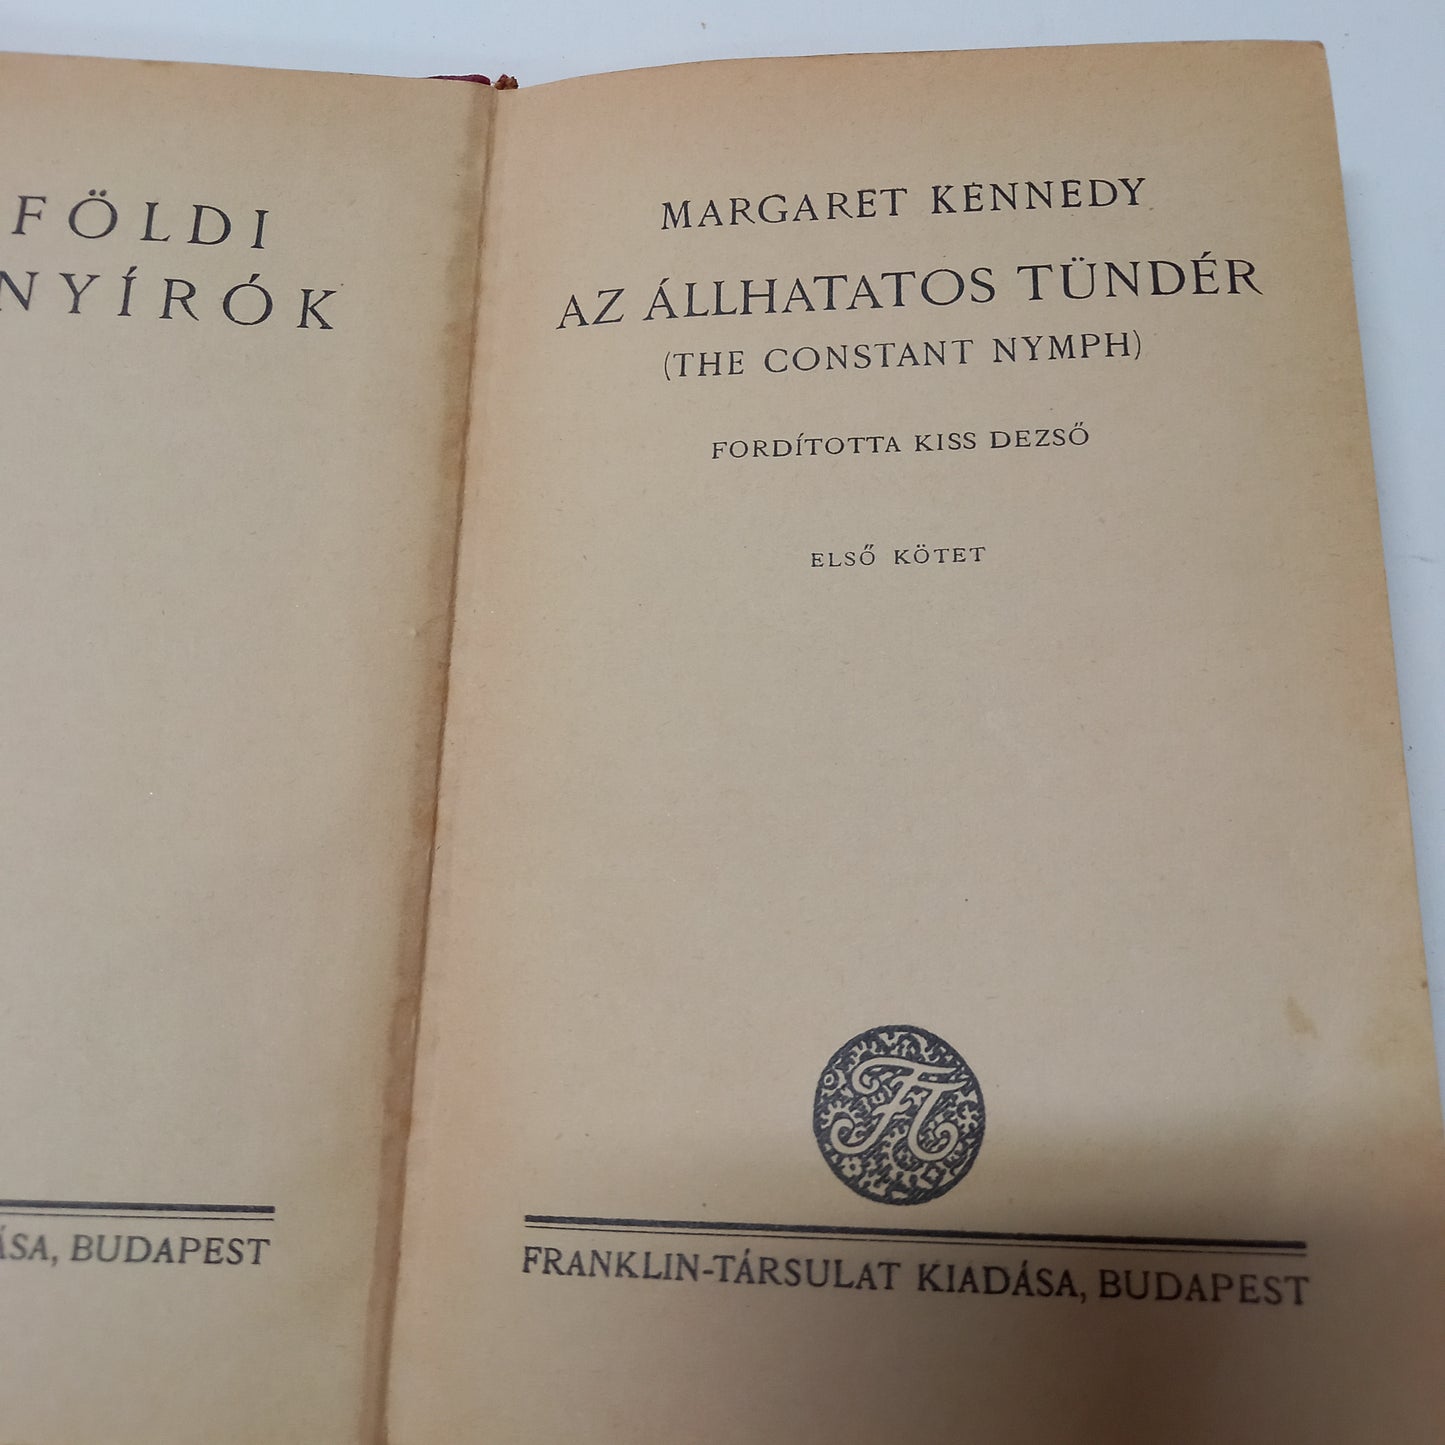 FÖLDI
NYÍRÓK
BUDAPEST
MARGARET KENNEDY
AZ ÁLLHATATOS TÜNDÉR
(THE CONSTANT NYMPH)
FORDÍTOTTA KISS DEZSŐ
ELSŐ KÖTET
FT
FRANKLIN-TÁRSULAT KIADÁSA, BUDAPEST